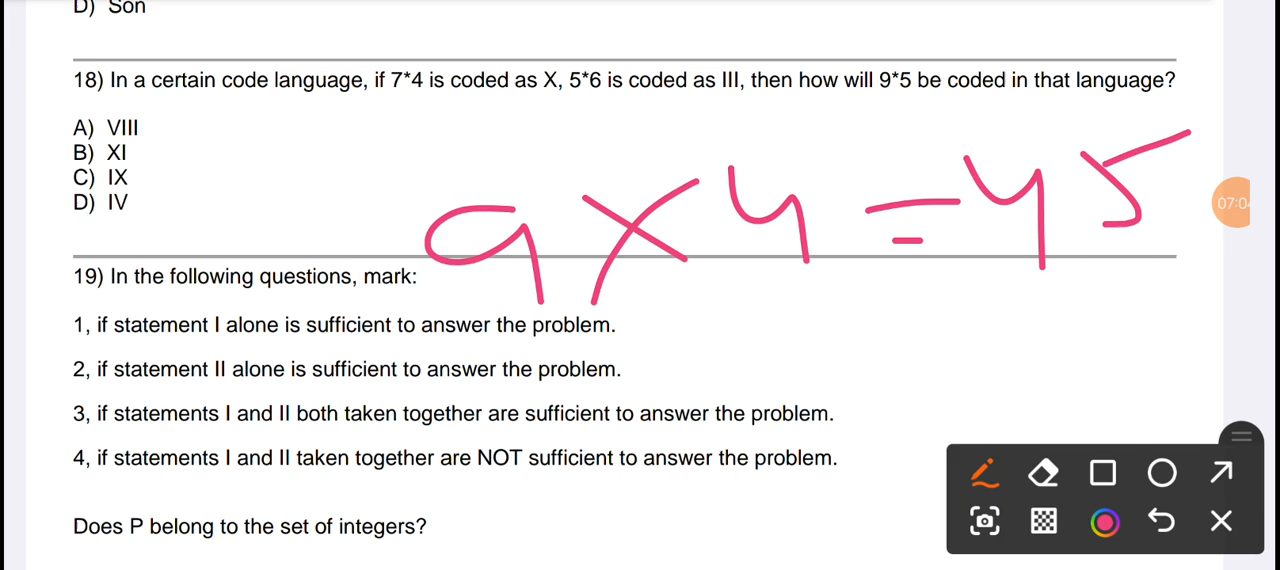 D) Son
18) In a certain code language, if 7*4 is coded as X, 5*6 is coded as III, then how will 9*5 be coded in that language?
A) VIII
B) XI
C) IX
D) IV
9 X 4 = 45
07:04
19) In the following questions, mark:
1, if statement I alone is sufficient to answer the problem.
2, if statement II alone is sufficient to answer the problem.
3, if statements I and II both taken together are sufficient to answer the problem.
4, if statements I and II taken together are NOT sufficient to answer the problem.
Does P belong to the set of integers?